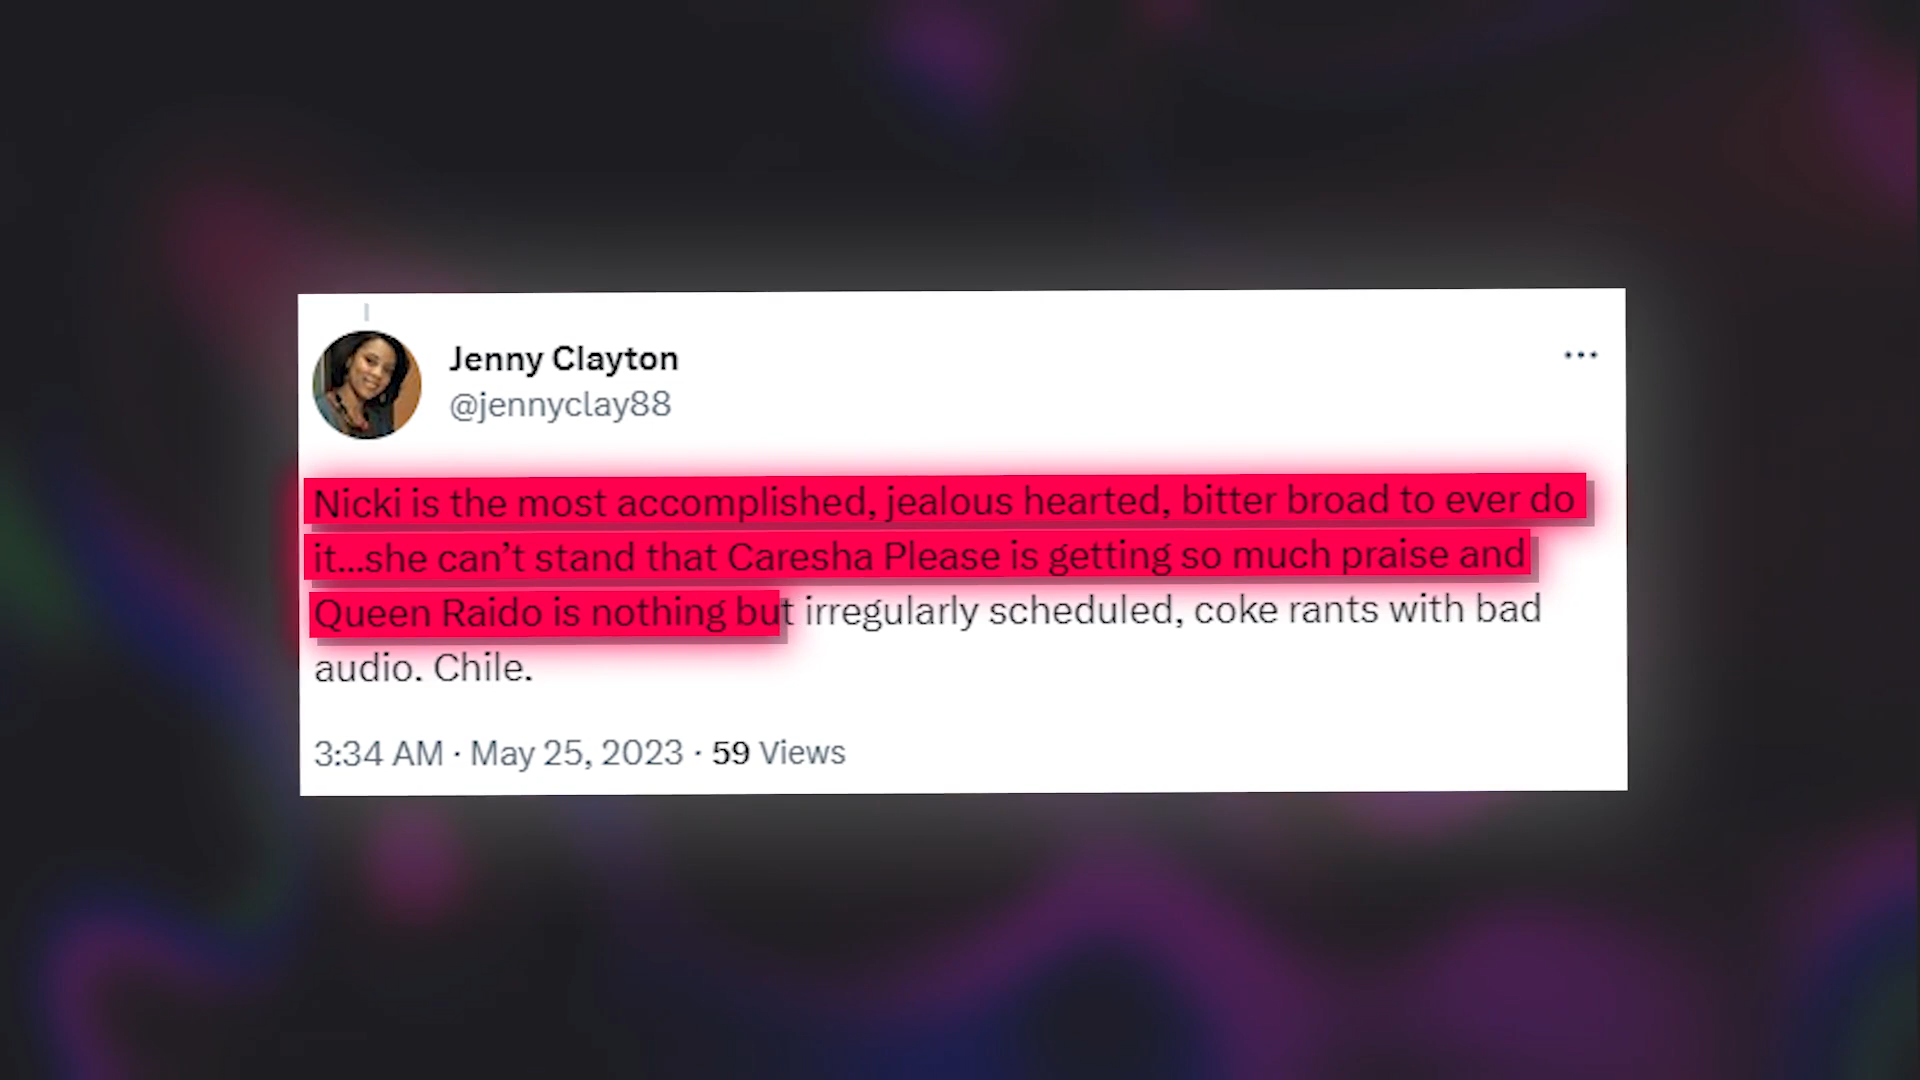 Jenny Clayton
@jennyclay88
Nicki is the most accomplished, jealous hearted, bitter broad to ever do
it...she can’t stand that Caresha Please is getting so much praise and
Queen Raido is nothing but irregularly scheduled, coke rants with bad
audio. Chile.
3:34 AM · May 25, 2023 · 59 Views